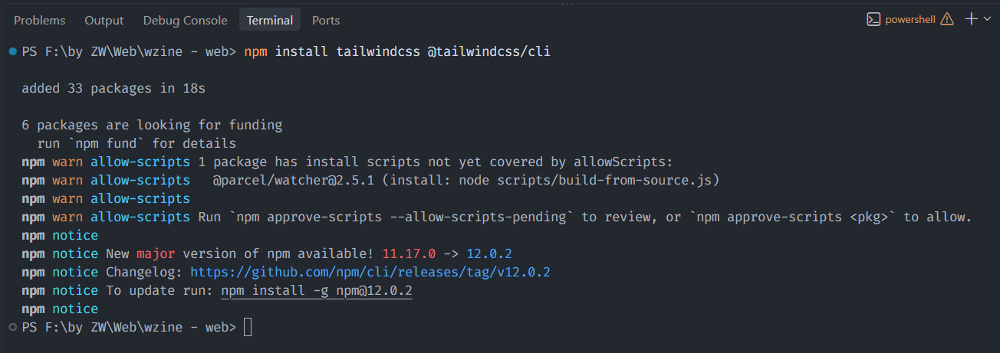 Problems Output Debug Console Terminal Ports powershell
PS F:\by ZW\Web\wzine - web> npm install tailwindcss @tailwindcss/cli
added 33 packages in 18s
6 packages are looking for funding
  run `npm fund` for details
npm warn allow-scripts 1 package has install scripts not yet covered by allowScripts:
npm warn allow-scripts   @parcel/watcher@2.5.1 (install: node scripts/build-from-source.js)
npm warn allow-scripts
npm warn allow-scripts Run `npm approve-scripts --allow-scripts-pending` to review, or `npm approve-scripts <pkg>` to allow.
npm notice
npm notice New major version of npm available! 11.17.0 -> 12.0.2
npm notice Changelog: https://github.com/npm/cli/releases/tag/v12.0.2
npm notice To update run: npm install -g npm@12.0.2
npm notice
PS F:\by ZW\Web\wzine - web>